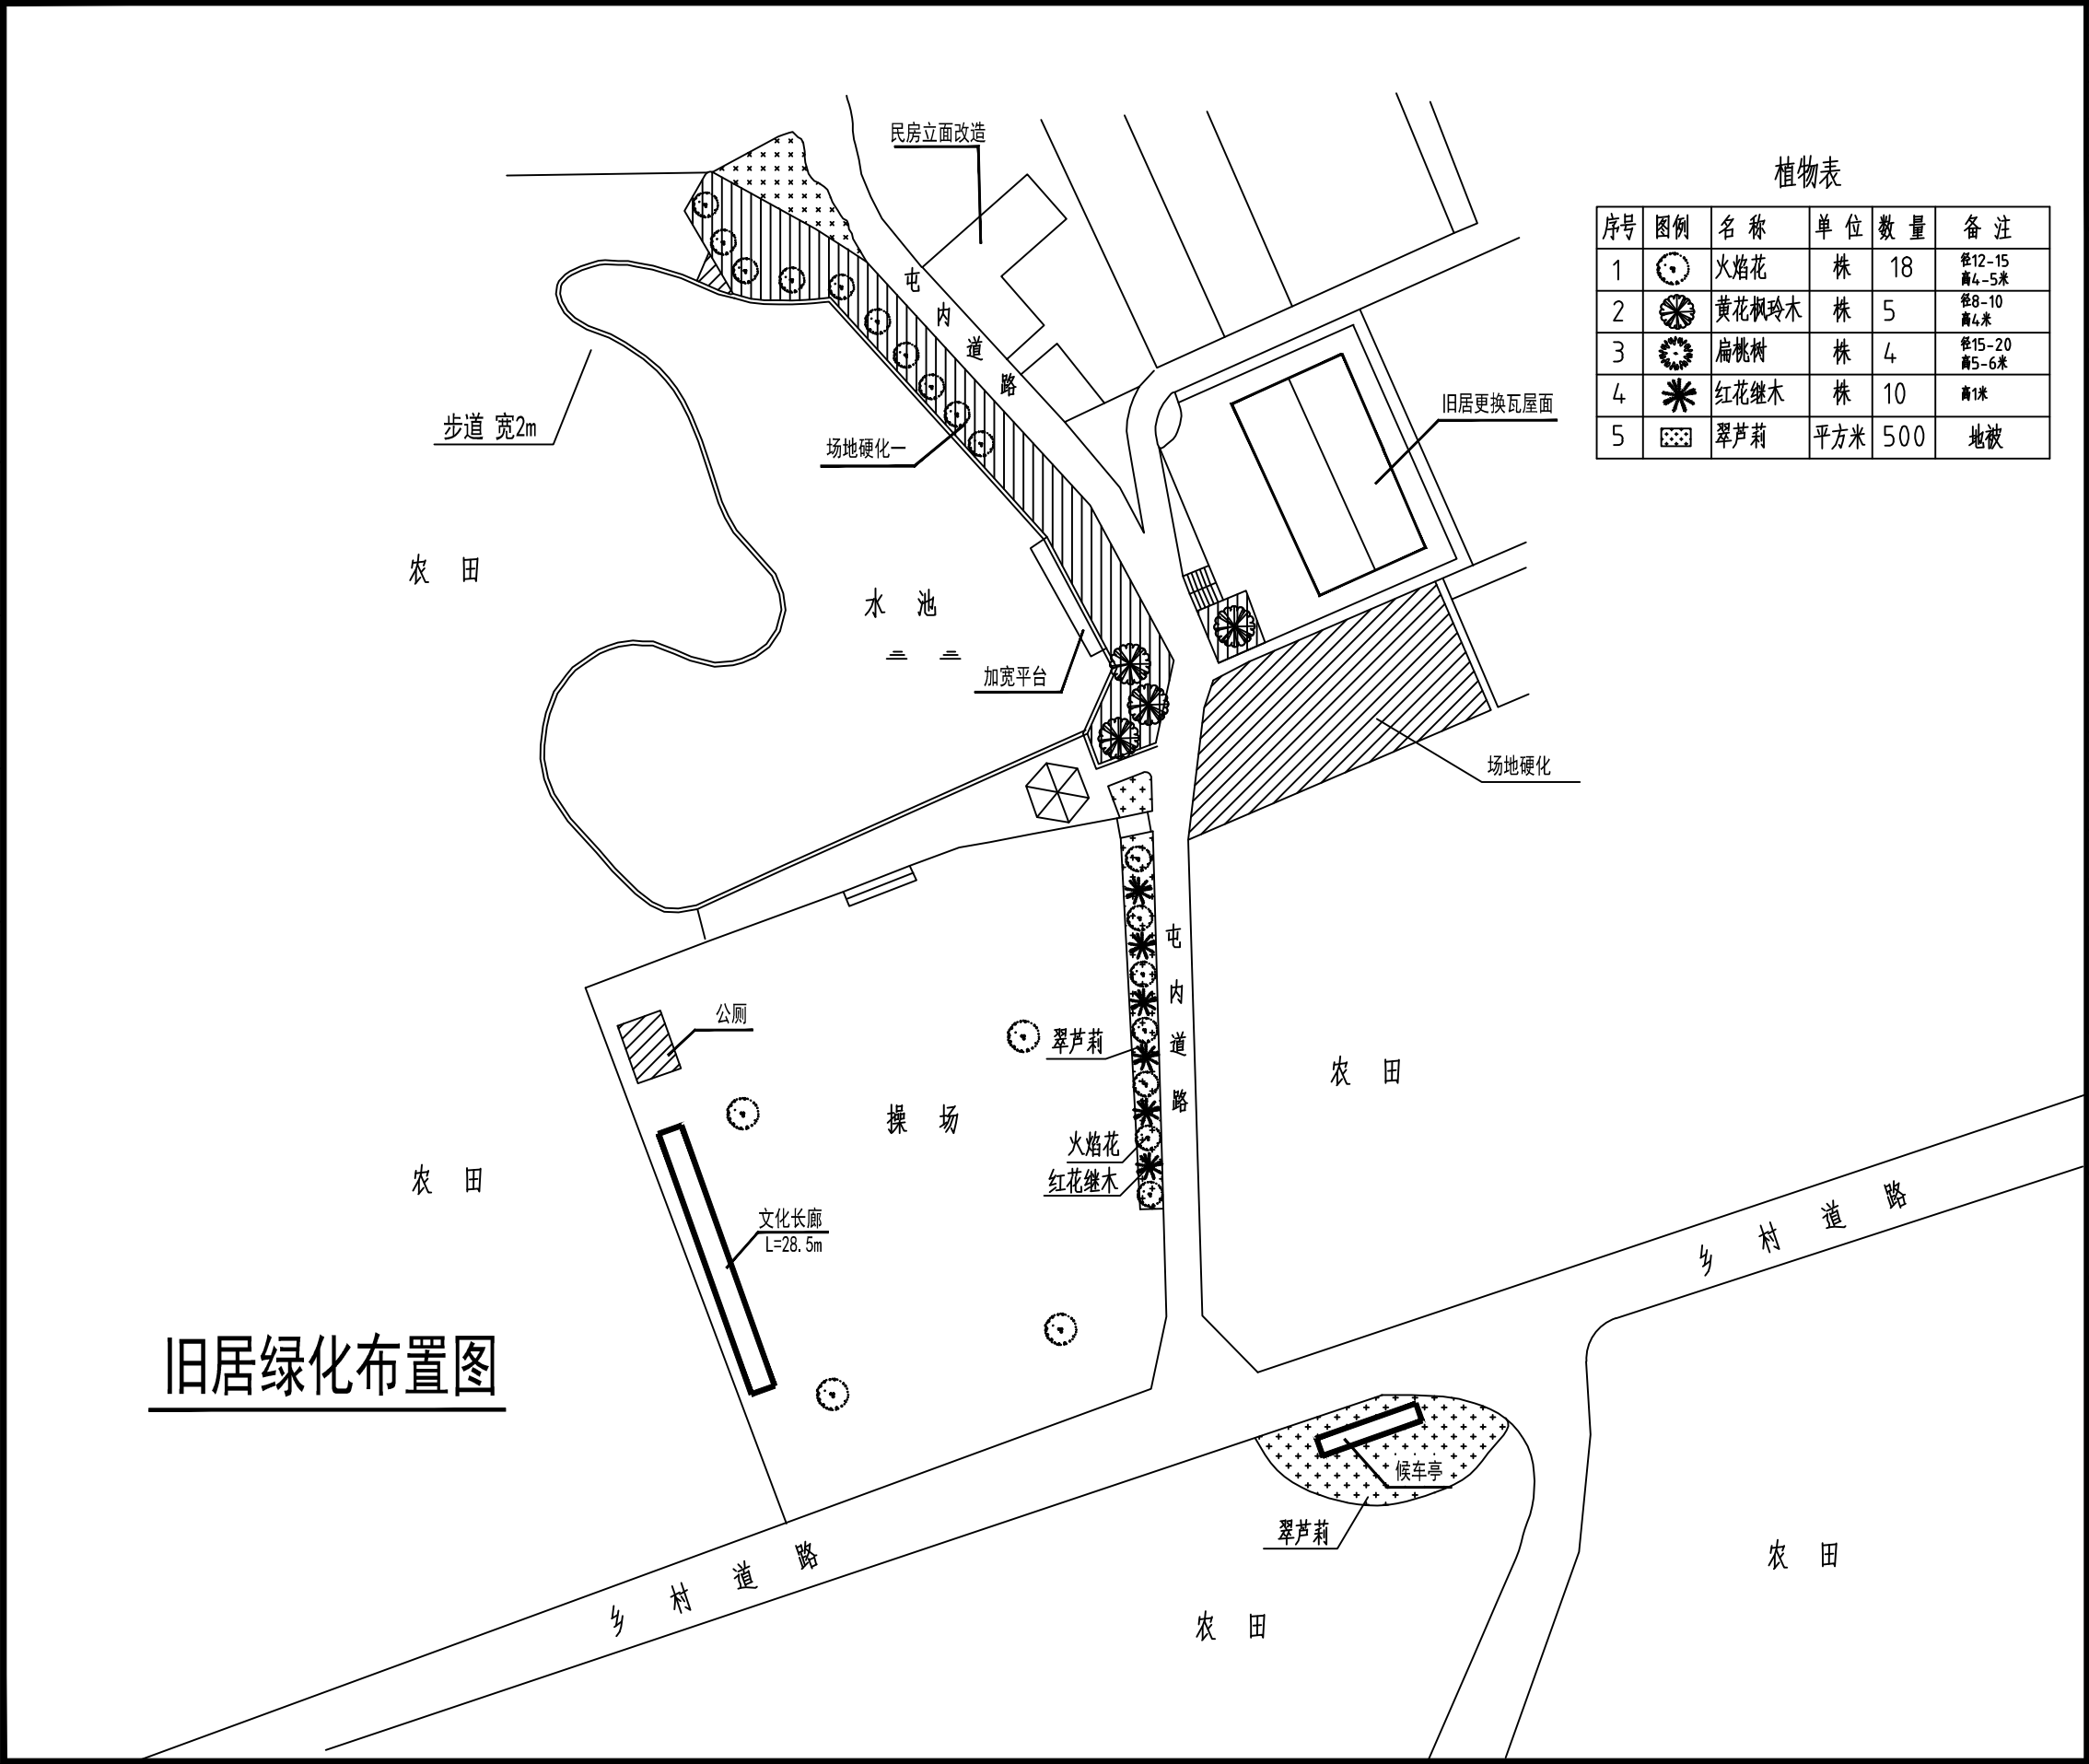 民房立面改造
植物表
序号 图例 名称 单位 数量 备注
1 火焰花 株 18 径12-15 高4-5米
2 黄花枫玲木 株 5 径8-10 高4米
3 扁桃树 株 4 径15-20 高5-6米
4 红花继木 株 10 高1米
5 翠芦莉 平方米 500 地被
屯内道路
旧居更换瓦屋面
步道 宽2m
场地硬化一
农田
水池
加宽平台
场地硬化
屯内道路
公厕
翠芦莉
农田
操场
火焰花
红花继木
农田
文化长廊
L=28.5m
乡村道路
旧居绿化布置图
候车亭
翠芦莉
乡村道路
农田
农田